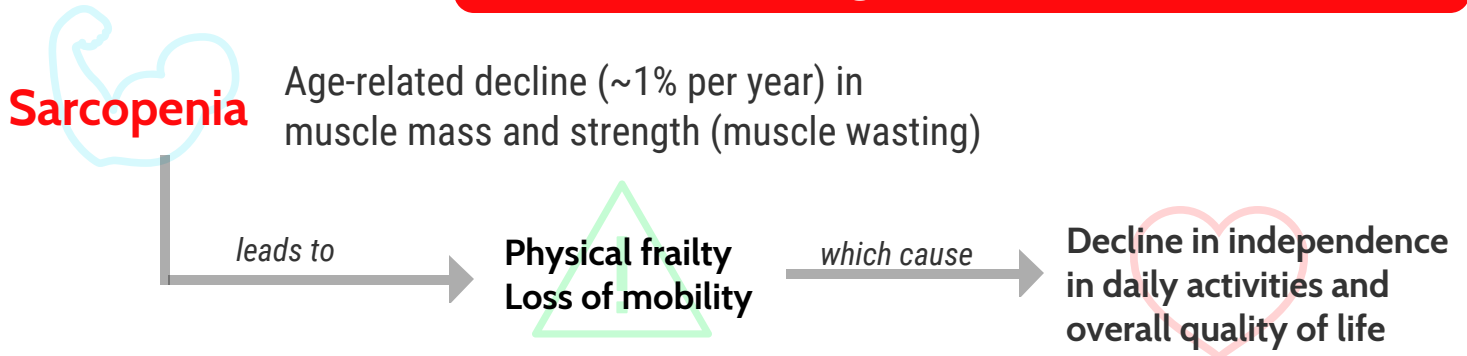 Sarcopenia
Age-related decline (~1% per year) in
muscle mass and strength (muscle wasting)
leads to
Physical frailty
Loss of mobility
which cause
Decline in independence
in daily activities and
overall quality of life